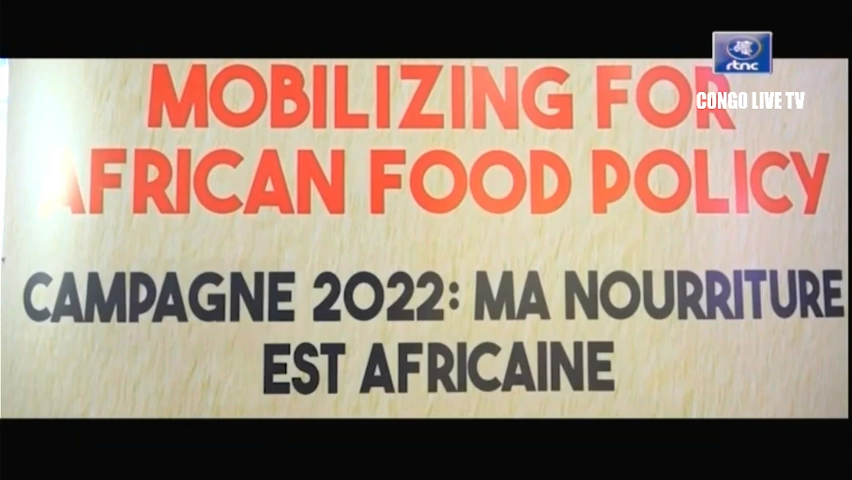 rtnc
CONGO LIVE TV
MOBILIZING FOR
AFRICAN FOOD POLICY
CAMPAGNE 2022: MA NOURRITURE
EST AFRICAINE